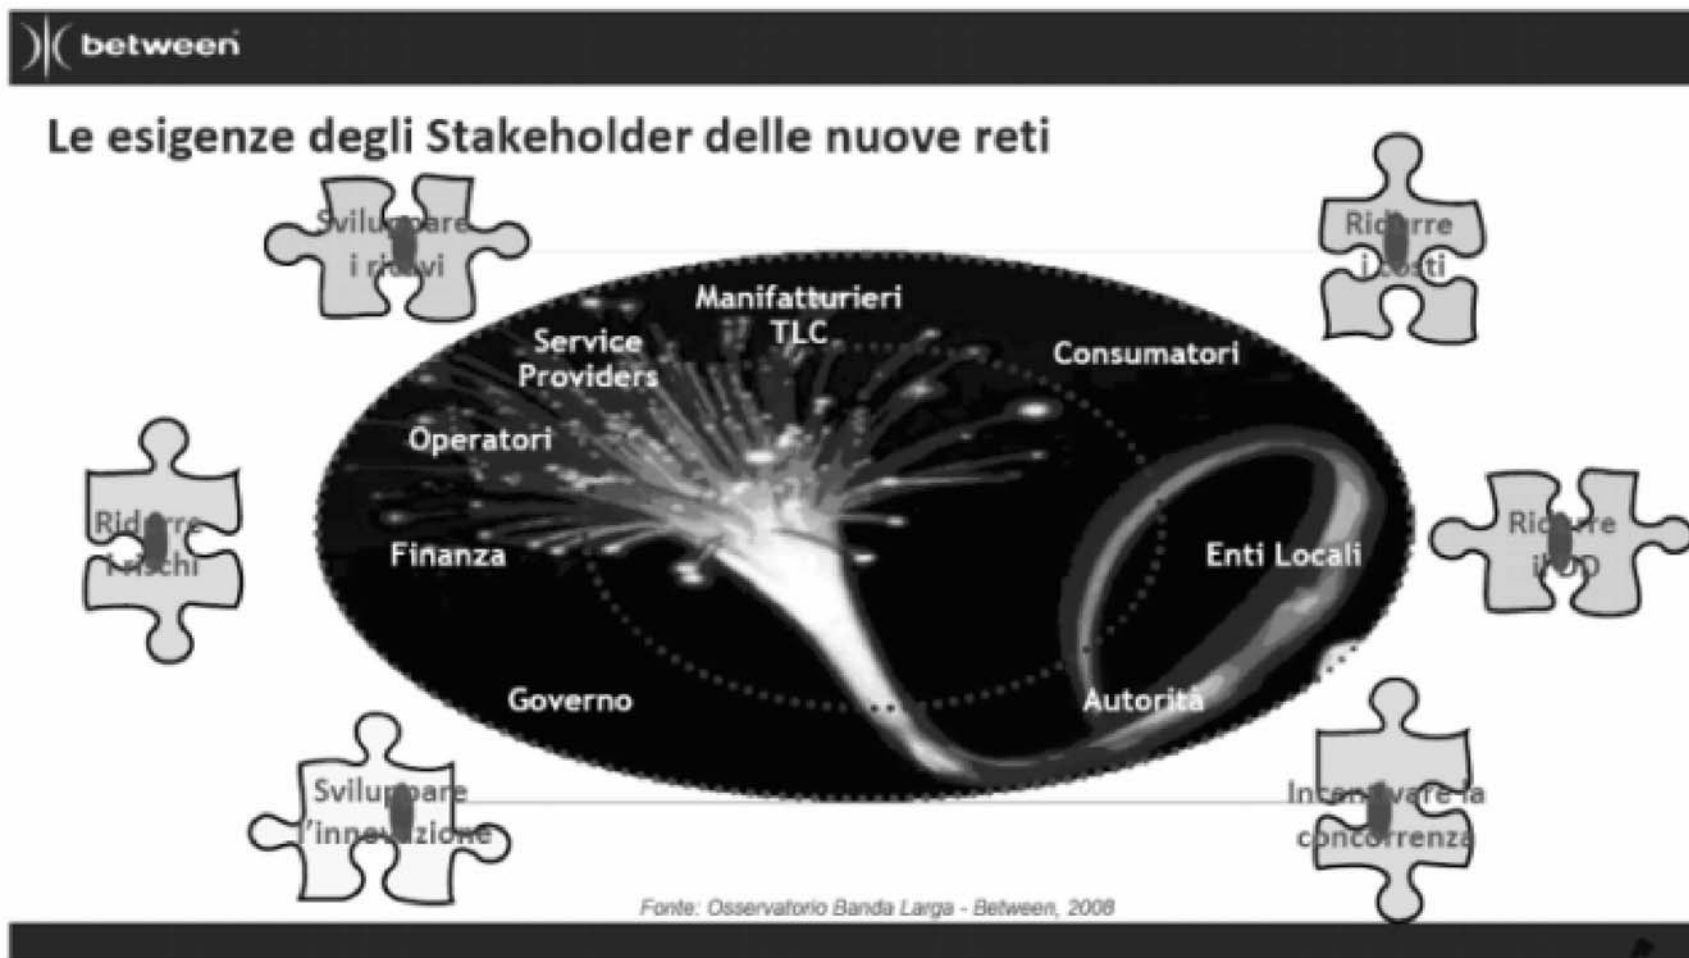 between
Le esigenze degli Stakeholder delle nuove reti
Sviluppare
i ricavi
Ridurre
i costi
Manifatturieri
TLC
Service
Providers
Consumatori
Operatori
Ridurre
i rischi
Finanza
Enti Locali
Ridurre
il DD
Governo
Autorità
Sviluppare
l'innovazione
Incentivare la
concorrenza
Fonte: Osservatorio Banda Larga - Between, 2008